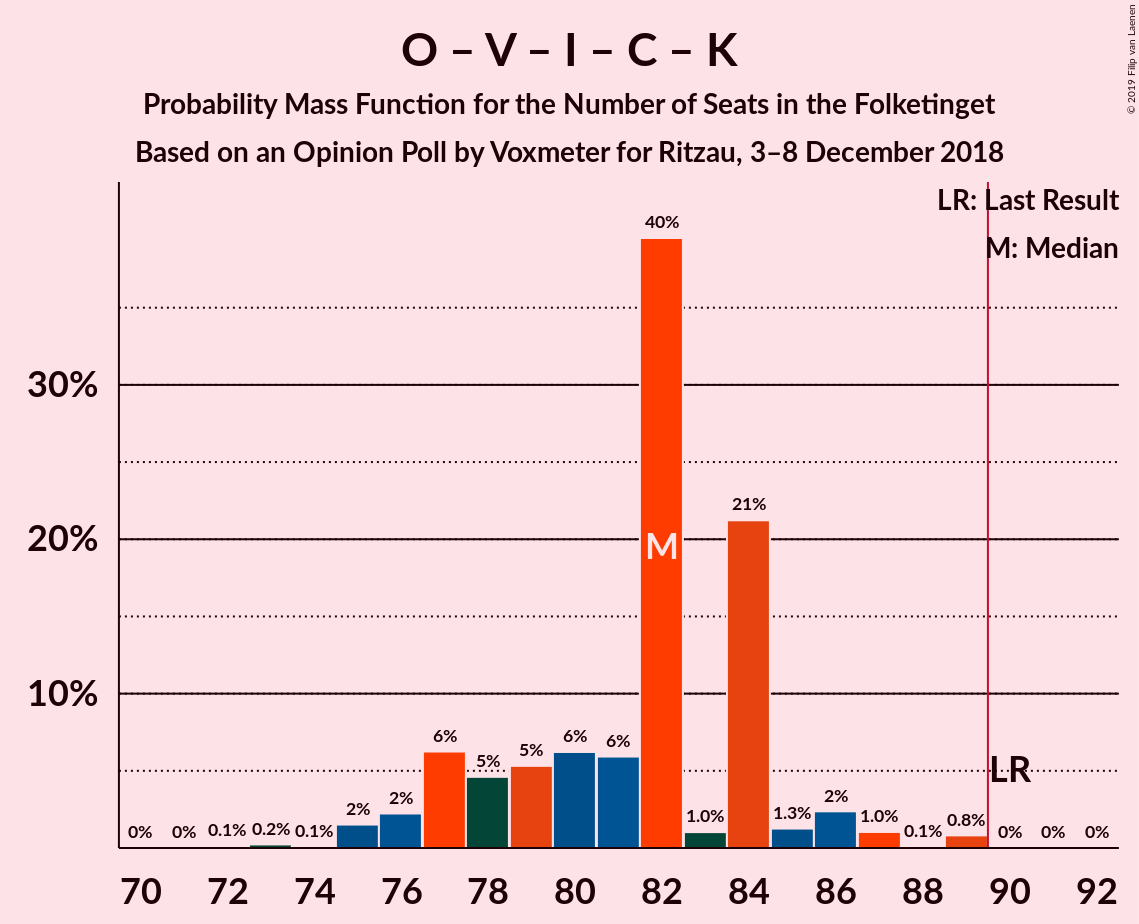 O – V – I – C – K
Probability Mass Function for the Number of Seats in the Folketinget
Based on an Opinion Poll by Voxmeter for Ritzau, 3–8 December 2018
© 2019 Filip van Laenen
LR: Last Result
M: Median
30%
20%
10%
0% 0% 0.1% 0.2% 0.1% 2% 2% 6% 5% 5% 6% 6% 40% 1.0% 21% 1.3% 2% 1.0% 0.1% 0.8% 0% 0% 0%
M
LR
70 72 74 76 78 80 82 84 86 88 90 92